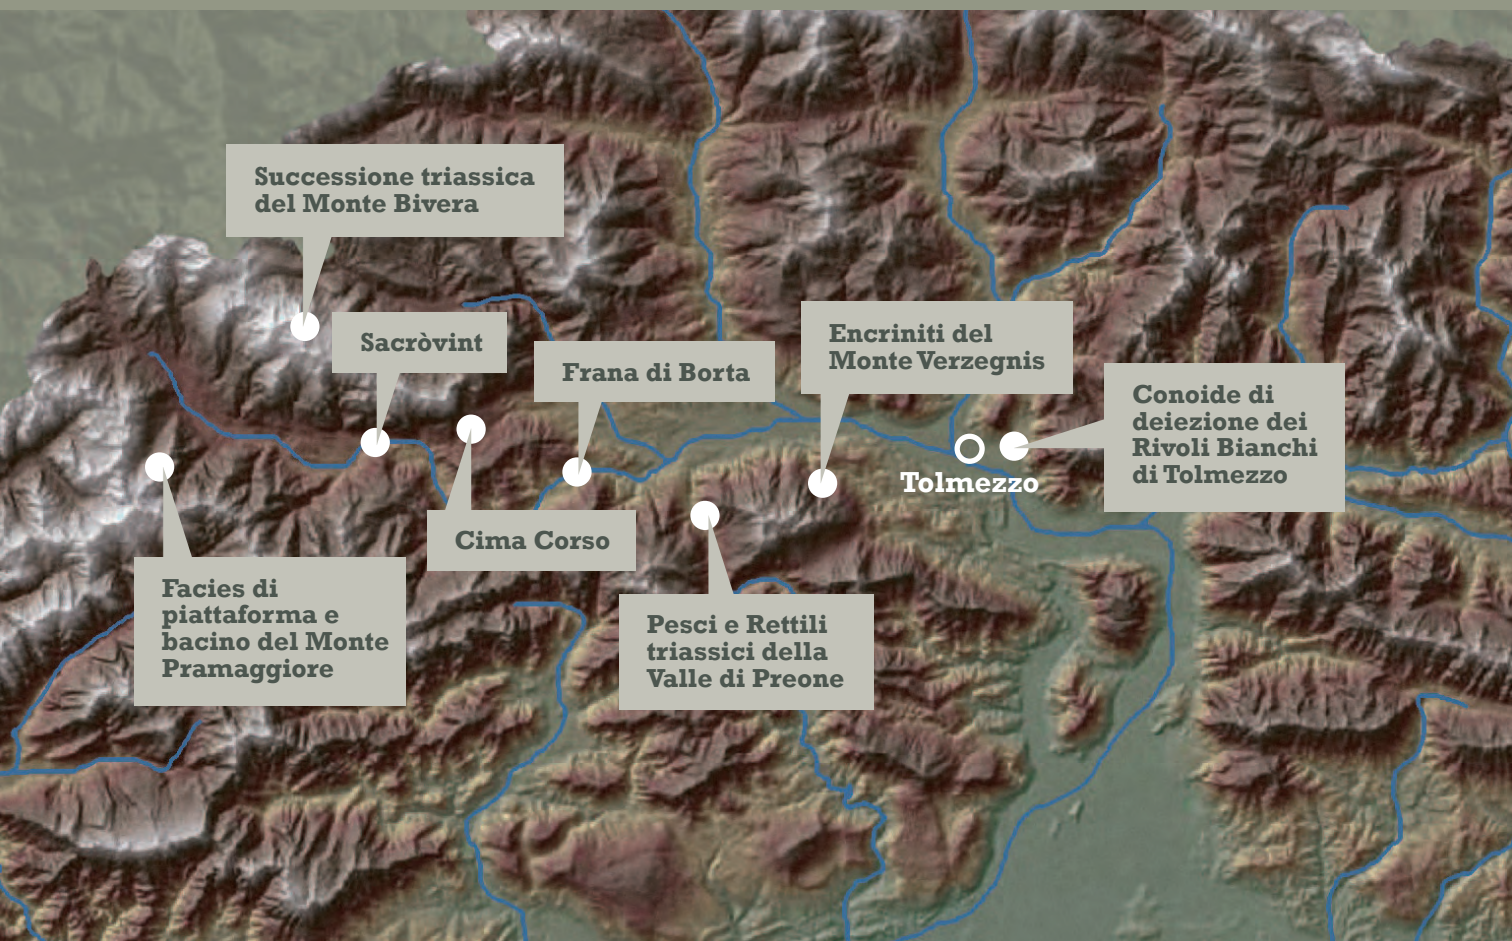 Successione triassica
del Monte Bivera
Sacròvint
Frana di Borta
Encriniti del
Monte Verzegnis
Conoide di
deiezione dei
Rivoli Bianchi
di Tolmezzo
Tolmezzo
Cima Corso
Facies di
piattaforma e
bacino del Monte
Pramaggiore
Pesci e Rettili
triassici della
Valle di Preone